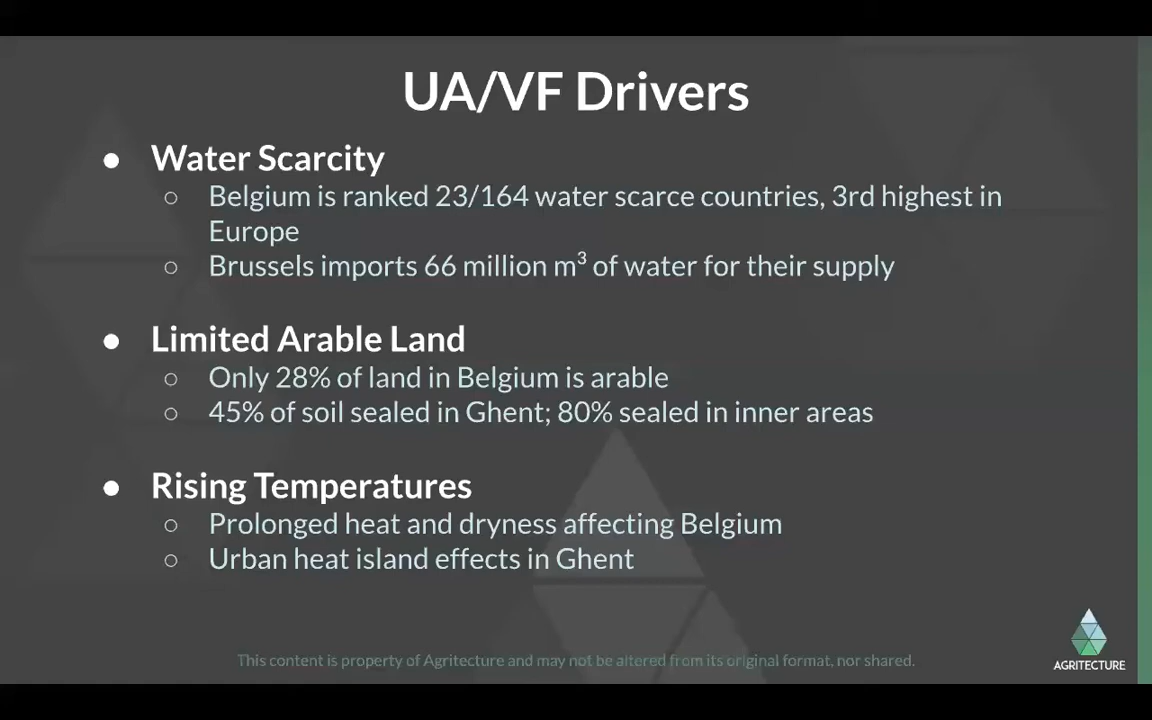 UA/VF Drivers
● Water Scarcity
○ Belgium is ranked 23/164 water scarce countries, 3rd highest in
Europe
○ Brussels imports 66 million m³ of water for their supply
● Limited Arable Land
○ Only 28% of land in Belgium is arable
○ 45% of soil sealed in Ghent; 80% sealed in inner areas
● Rising Temperatures
○ Prolonged heat and dryness affecting Belgium
○ Urban heat island effects in Ghent
This content is property of Agritecture and may not be altered from its original format, nor shared.
AGRITECTURE